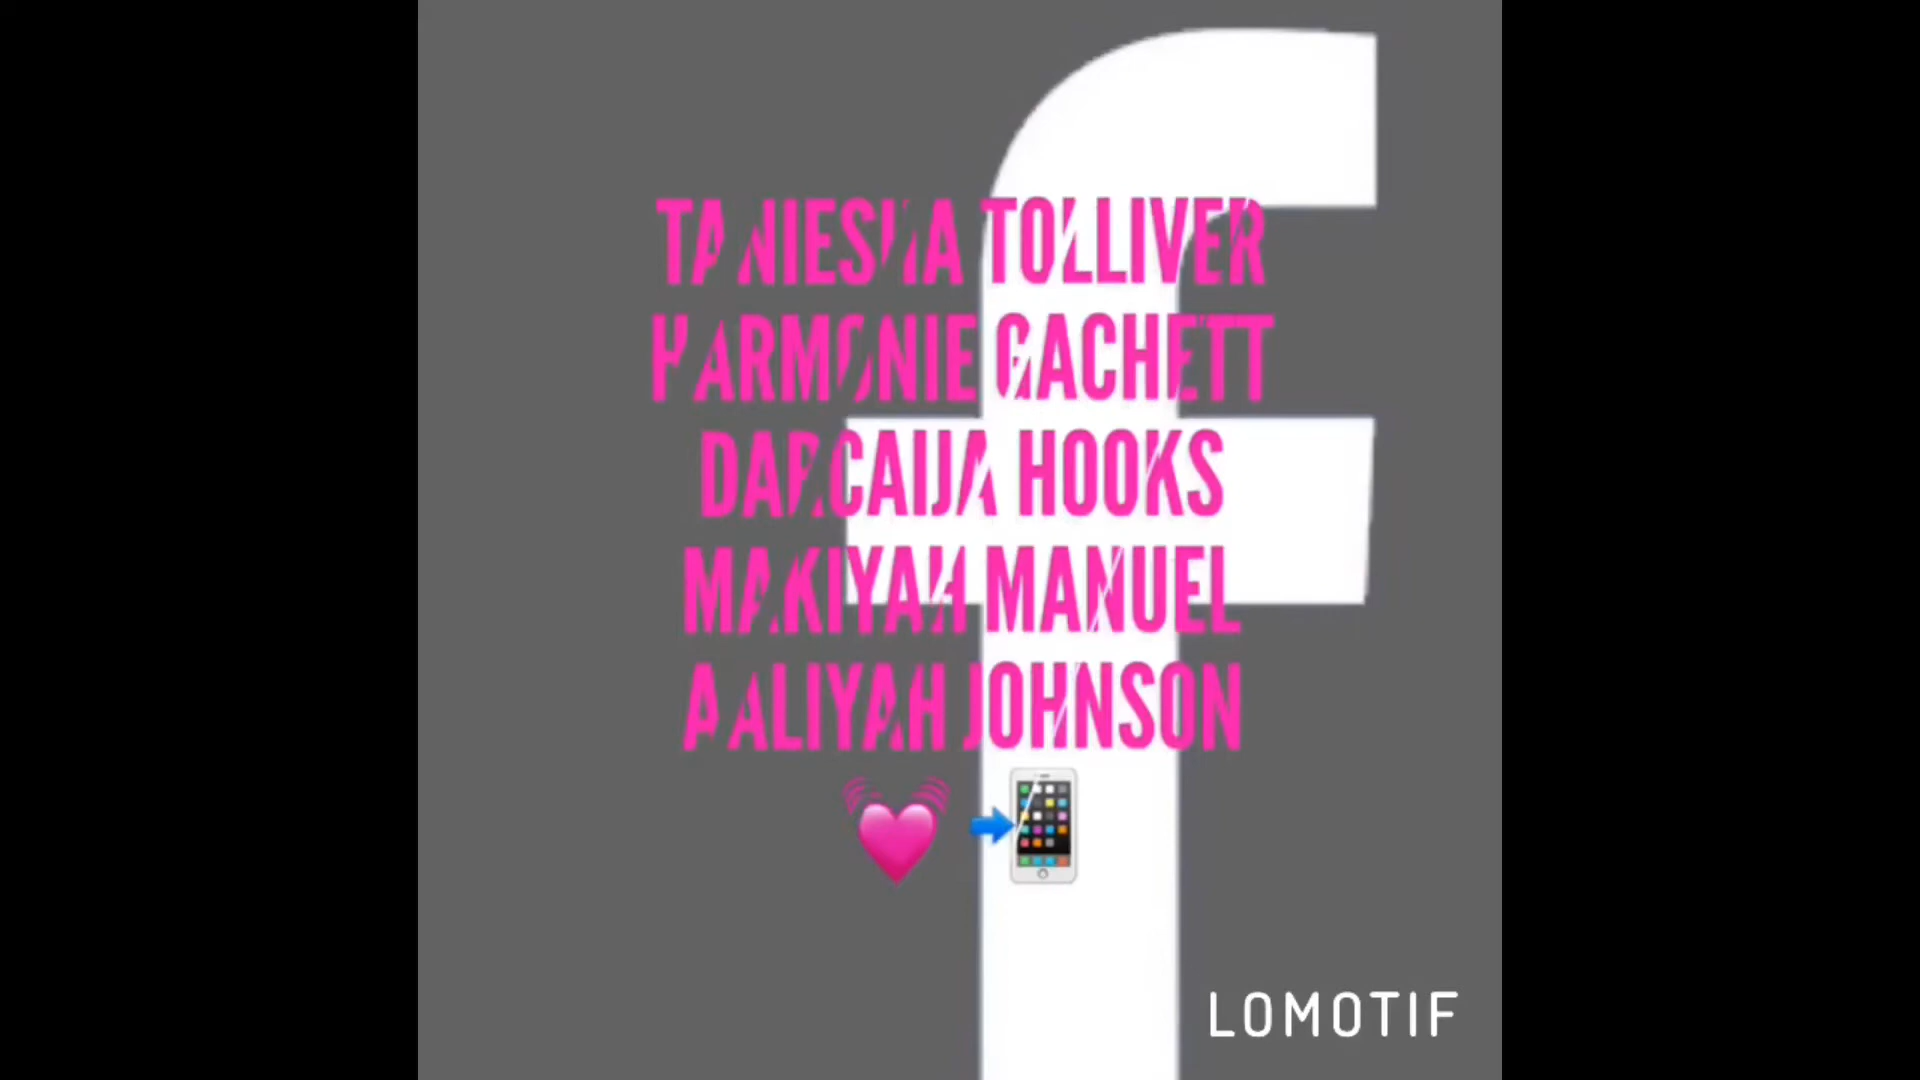 TANIESHA TOLLIVER
HARMONIE GACHETT
DARCAIJA HOOKS
MAKIYAH MANUEL
AALIYAH JOHNSON
LOMOTIF